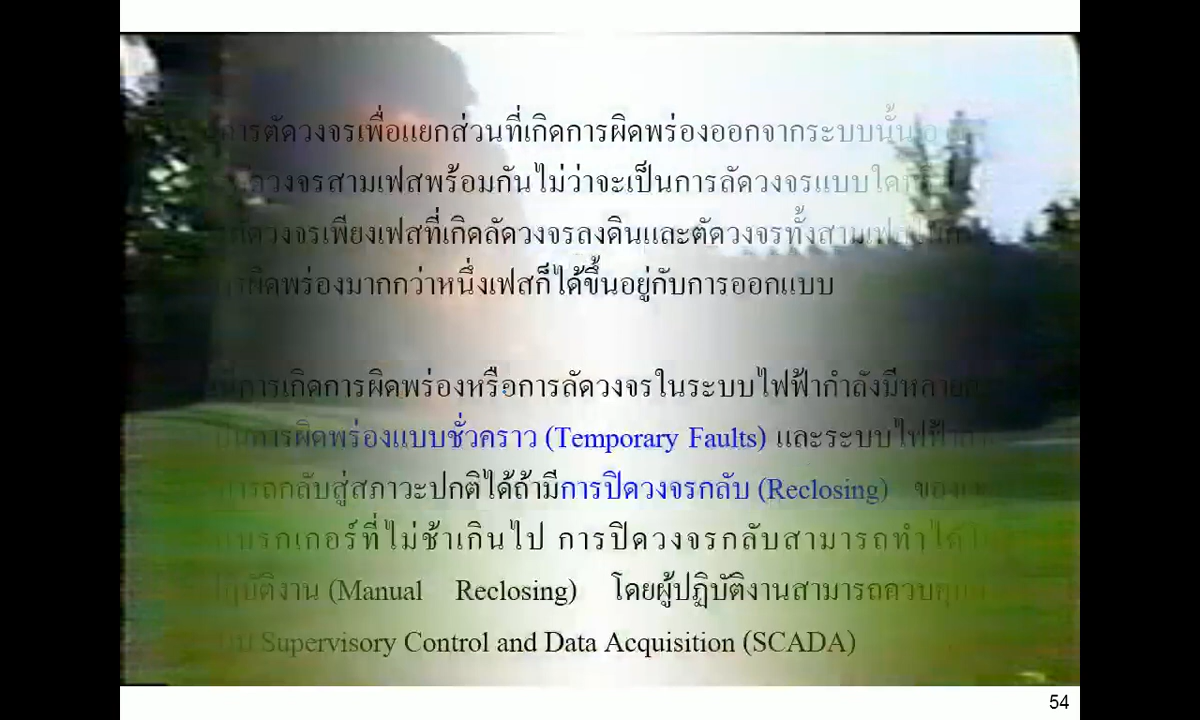 การตัดวงจรเพื่อแยกส่วนที่เกิดการผิดพร่องออกจากระบบนั้น
วงจรสามเฟสพร้อมกันไม่ว่าจะเป็นการลัดวงจรแบบใด
ตัดวงจรเพียงเฟสที่เกิดลัดวงจรลงดินและตัดวงจรทั้งสามเฟส
ผิดพร่องมากกว่าหนึ่งเฟสก็ได้ขึ้นอยู่กับการออกแบบ
การเกิดการผิดพร่องหรือการลัดวงจรในระบบไฟฟ้ากำลังมีหลาย
การผิดพร่องแบบชั่วคราว (Temporary Faults) และระบบไฟฟ้า
กลับสู่สภาวะปกติได้ถ้ามีการปิดวงจรกลับ (Reclosing) ของ
เบรกเกอร์ที่ไม่ช้าเกินไป การปิดวงจรกลับสามารถทำได้
ปฏิบัติงาน (Manual Reclosing) โดยผู้ปฏิบัติงานสามารถควบคุม
Supervisory Control and Data Acquisition (SCADA)
54